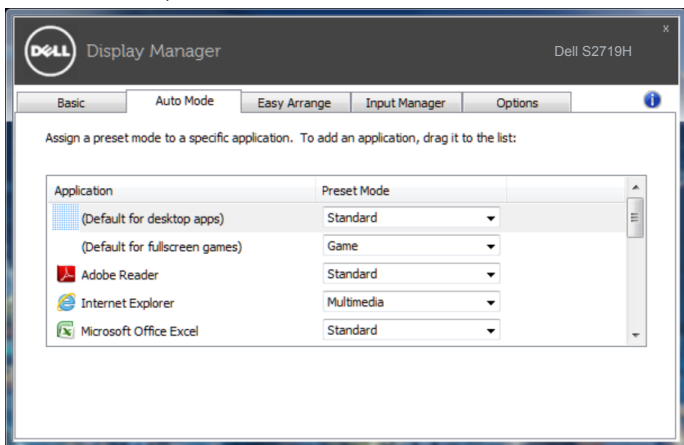 x
DELL Display Manager Dell S2719H
Basic Auto Mode Easy Arrange Input Manager Options
Assign a preset mode to a specific application. To add an application, drag it to the list:
Application Preset Mode
(Default for desktop apps) Standard
(Default for fullscreen games) Game
Adobe Reader Standard
Internet Explorer Multimedia
Microsoft Office Excel Standard